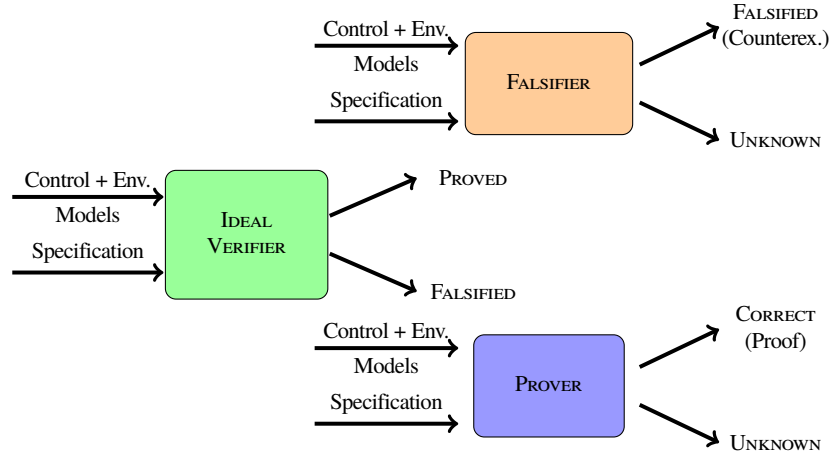 Control + Env.
Models
Specification
FALSIFIER
FALSIFIED
(Counterex.)
UNKNOWN
Control + Env.
Models
Specification
IDEAL
VERIFIER
PROVED
FALSIFIED
Control + Env.
Models
Specification
PROVER
CORRECT
(Proof)
UNKNOWN